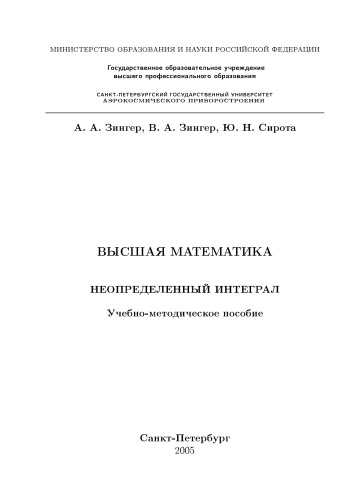 МИНИСТЕРСТВО ОБРАЗОВАНИЯ И НАУКИ РОССИЙСКОЙ ФЕДЕРАЦИИ
Государственное образовательное учреждение
высшего профессионального образования
САНКТ-ПЕТЕРБУРГСКИЙ ГОСУДАРСТВЕННЫЙ УНИВЕРСИТЕТ
АЭРОКОСМИЧЕСКОГО ПРИБОРОСТРОЕНИЯ
А. А. Зингер, В. А. Зингер, Ю. Н. Сирота
ВЫСШАЯ МАТЕМАТИКА
НЕОПРЕДЕЛЕННЫЙ ИНТЕГРАЛ
Учебно-методическое пособие
Санкт-Петербург
2005